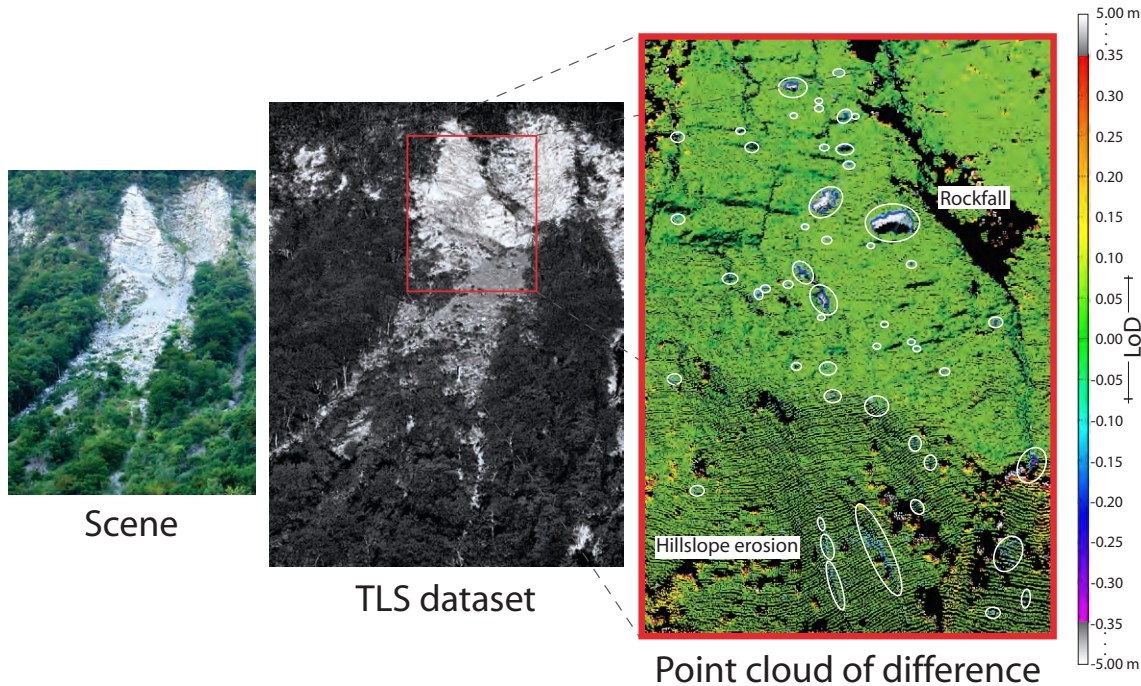 Scene
TLS dataset
Rockfall
Hillslope erosion
Point cloud of difference
5.00 m
0.35
0.30
0.25
0.20
0.15
0.10
0.05
0.00
-0.05
-0.10
-0.15
-0.20
-0.25
-0.30
-0.35
-5.00 m
LoD